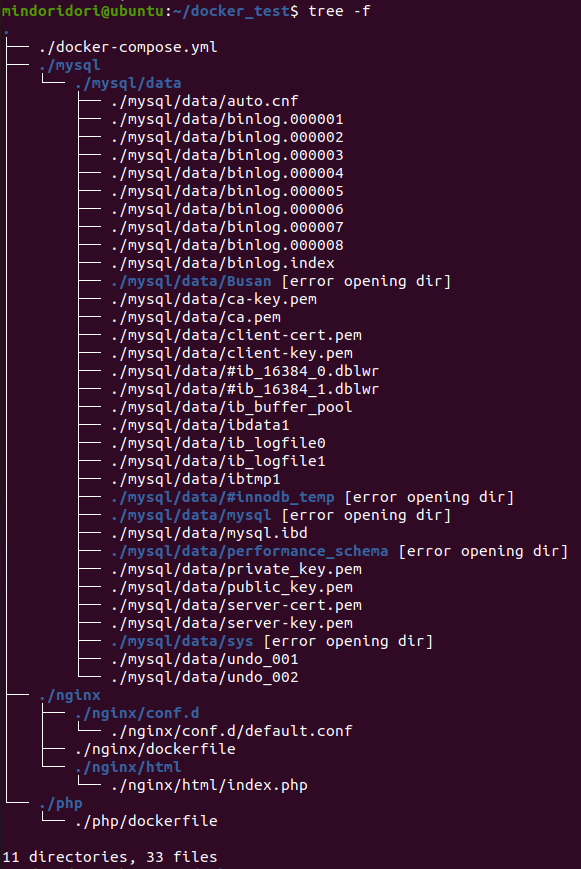 mindoridori@ubuntu:~/docker_test$ tree -f
.
├── ./docker-compose.yml
├── ./mysql
│   └── ./mysql/data
│       ├── ./mysql/data/auto.cnf
│       ├── ./mysql/data/binlog.000001
│       ├── ./mysql/data/binlog.000002
│       ├── ./mysql/data/binlog.000003
│       ├── ./mysql/data/binlog.000004
│       ├── ./mysql/data/binlog.000005
│       ├── ./mysql/data/binlog.000006
│       ├── ./mysql/data/binlog.000007
│       ├── ./mysql/data/binlog.000008
│       ├── ./mysql/data/binlog.index
│       ├── ./mysql/data/Busan [error opening dir]
│       ├── ./mysql/data/ca-key.pem
│       ├── ./mysql/data/ca.pem
│       ├── ./mysql/data/client-cert.pem
│       ├── ./mysql/data/client-key.pem
│       ├── ./mysql/data/#ib_16384_0.dblwr
│       ├── ./mysql/data/#ib_16384_1.dblwr
│       ├── ./mysql/data/ib_buffer_pool
│       ├── ./mysql/data/ibdata1
│       ├── ./mysql/data/ib_logfile0
│       ├── ./mysql/data/ib_logfile1
│       ├── ./mysql/data/ibtmp1
│       ├── ./mysql/data/#innodb_temp [error opening dir]
│       ├── ./mysql/data/mysql [error opening dir]
│       ├── ./mysql/data/mysql.ibd
│       ├── ./mysql/data/performance_schema [error opening dir]
│       ├── ./mysql/data/private_key.pem
│       ├── ./mysql/data/public_key.pem
│       ├── ./mysql/data/server-cert.pem
│       ├── ./mysql/data/server-key.pem
│       ├── ./mysql/data/sys [error opening dir]
│       ├── ./mysql/data/undo_001
│       └── ./mysql/data/undo_002
├── ./nginx
│   ├── ./nginx/conf.d
│   │   └── ./nginx/conf.d/default.conf
│   ├── ./nginx/dockerfile
│   └── ./nginx/html
│       └── ./nginx/html/index.php
└── ./php
    └── ./php/dockerfile
11 directories, 33 files